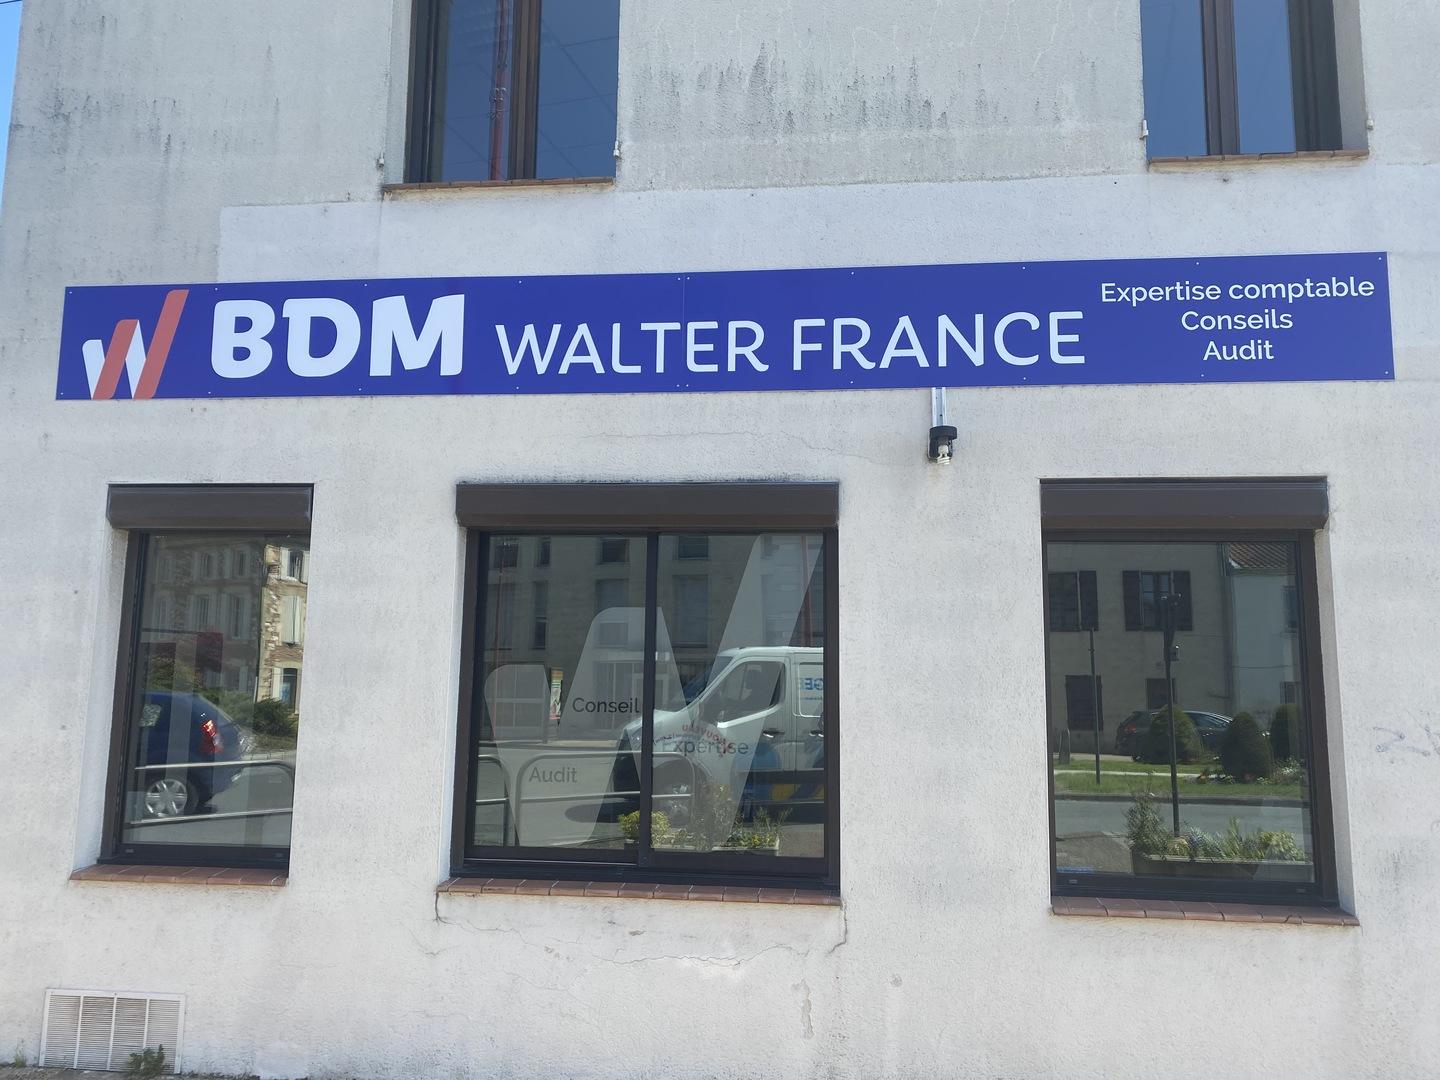 BDM WALTER FRANCE
Expertise comptable
Conseils
Audit
Conseil
Expertise
Audit